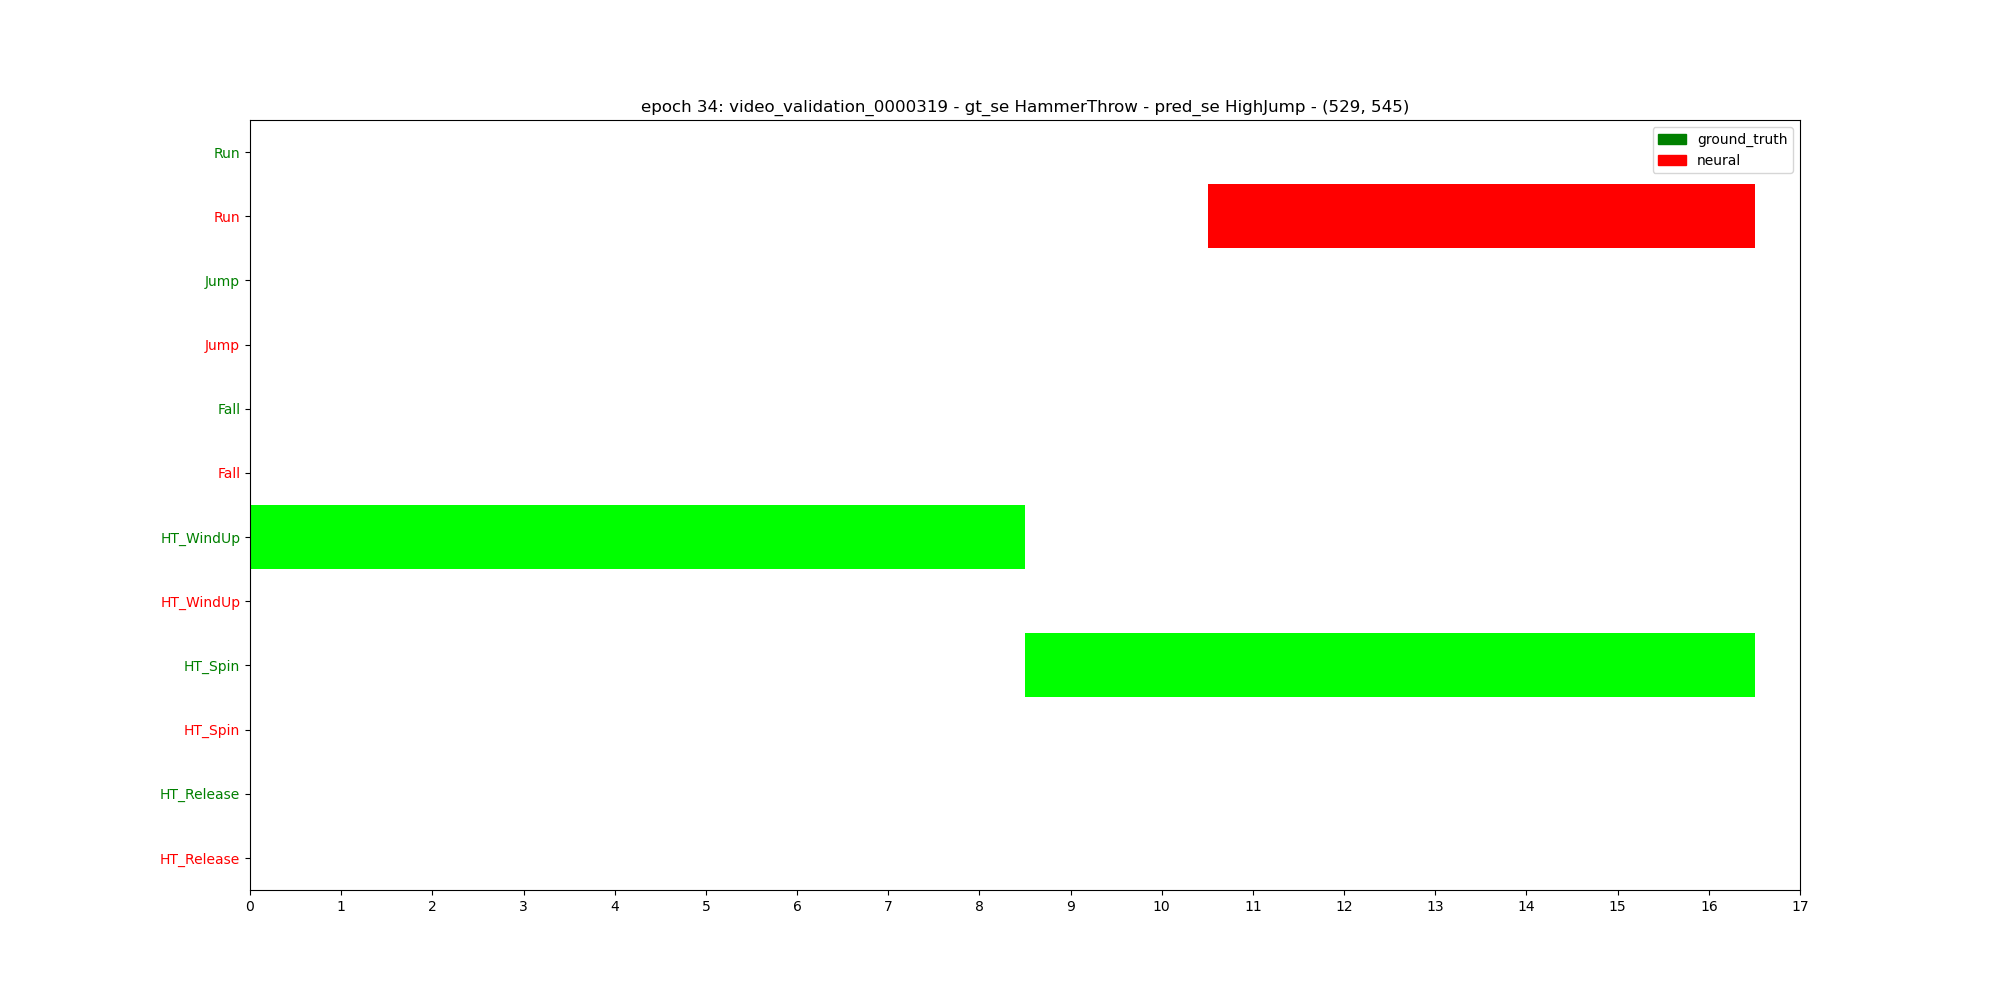 epoch 34: video_validation_0000319 - gt_se HammerThrow - pred_se HighJump - (529, 545)
ground_truth
neural
Run
Run
Jump
Jump
Fall
Fall
HT_WindUp
HT_WindUp
HT_Spin
HT_Spin
HT_Release
HT_Release
0 1 2 3 4 5 6 7 8 9 10 11 12 13 14 15 16 17